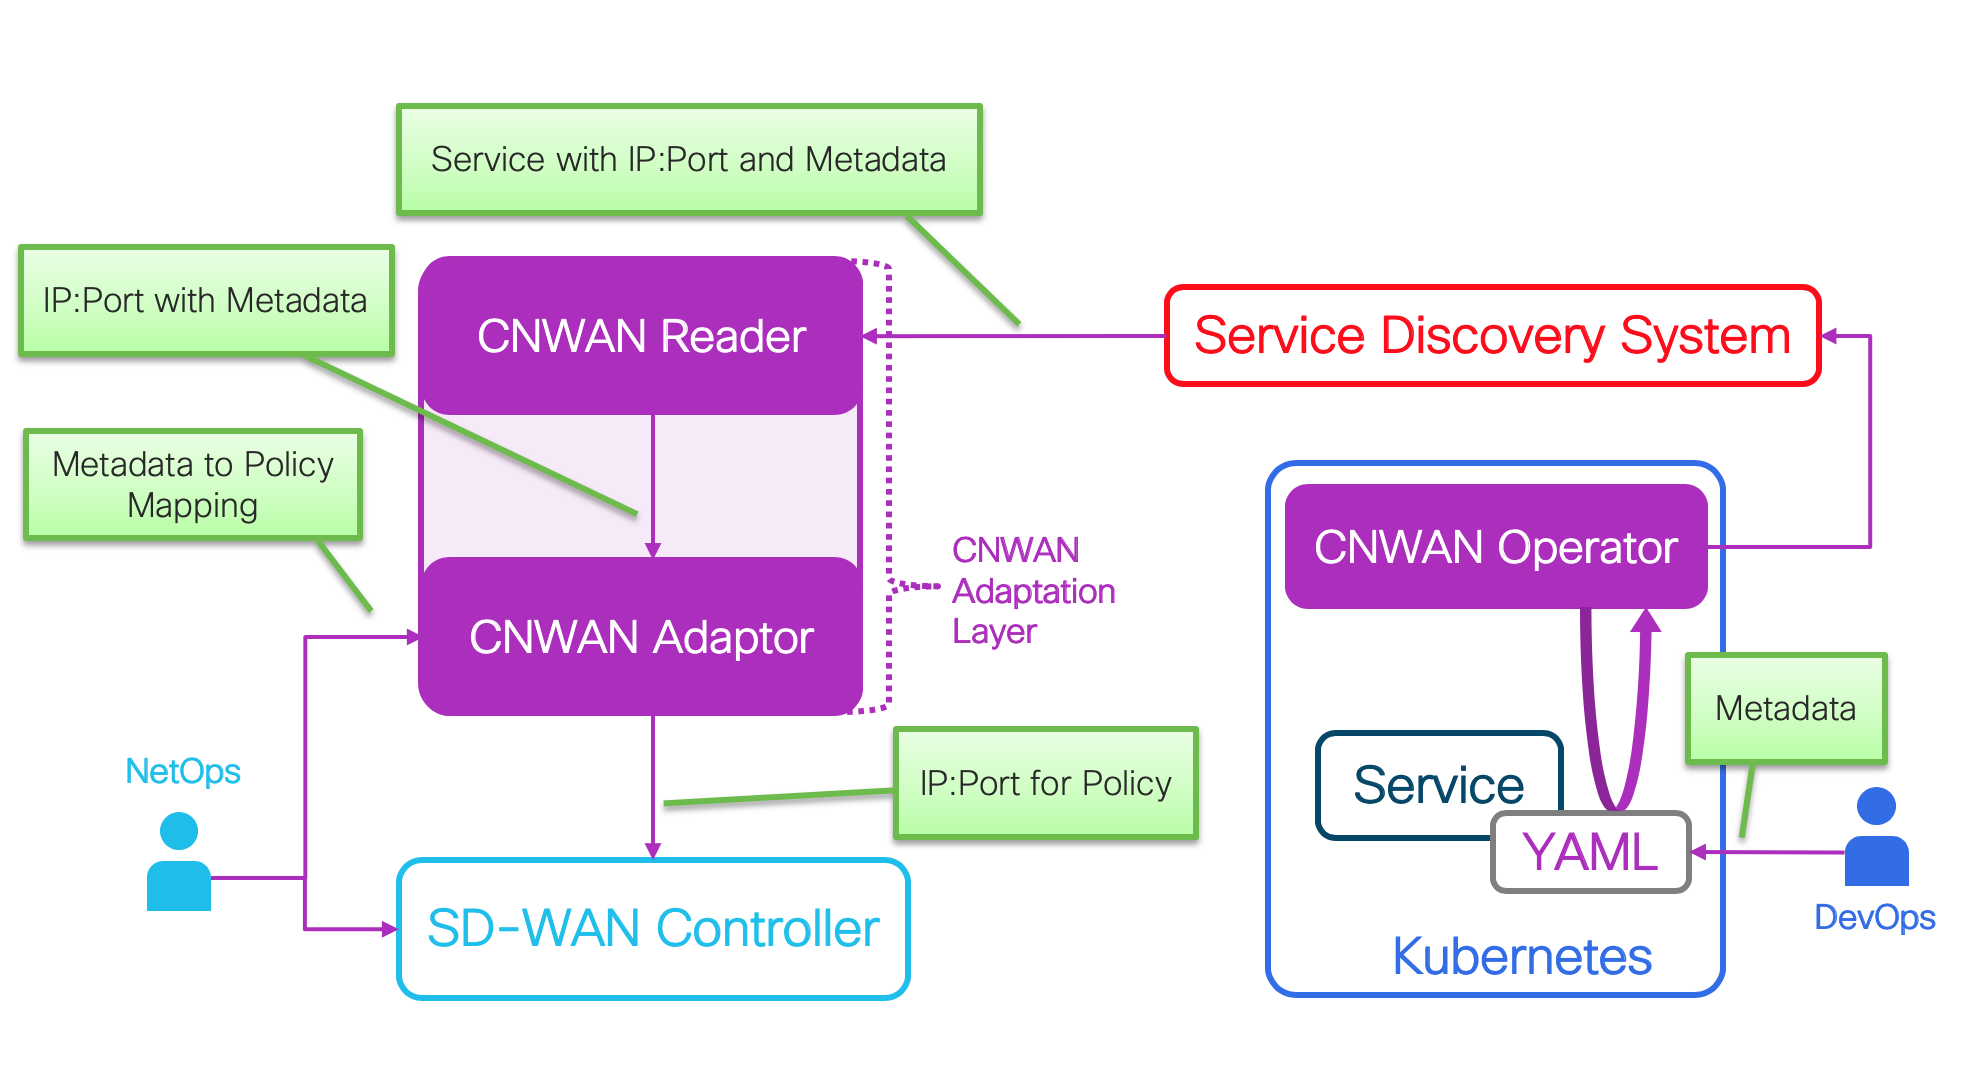 Service with IP:Port and Metadata
IP:Port with Metadata
CNWAN Reader
Service Discovery System
Metadata to Policy
Mapping
CNWAN Operator
CNWAN
Adaptation
Layer
CNWAN Adaptor
Metadata
NetOps
IP:Port for Policy
Service
YAML
DevOps
SD-WAN Controller
Kubernetes